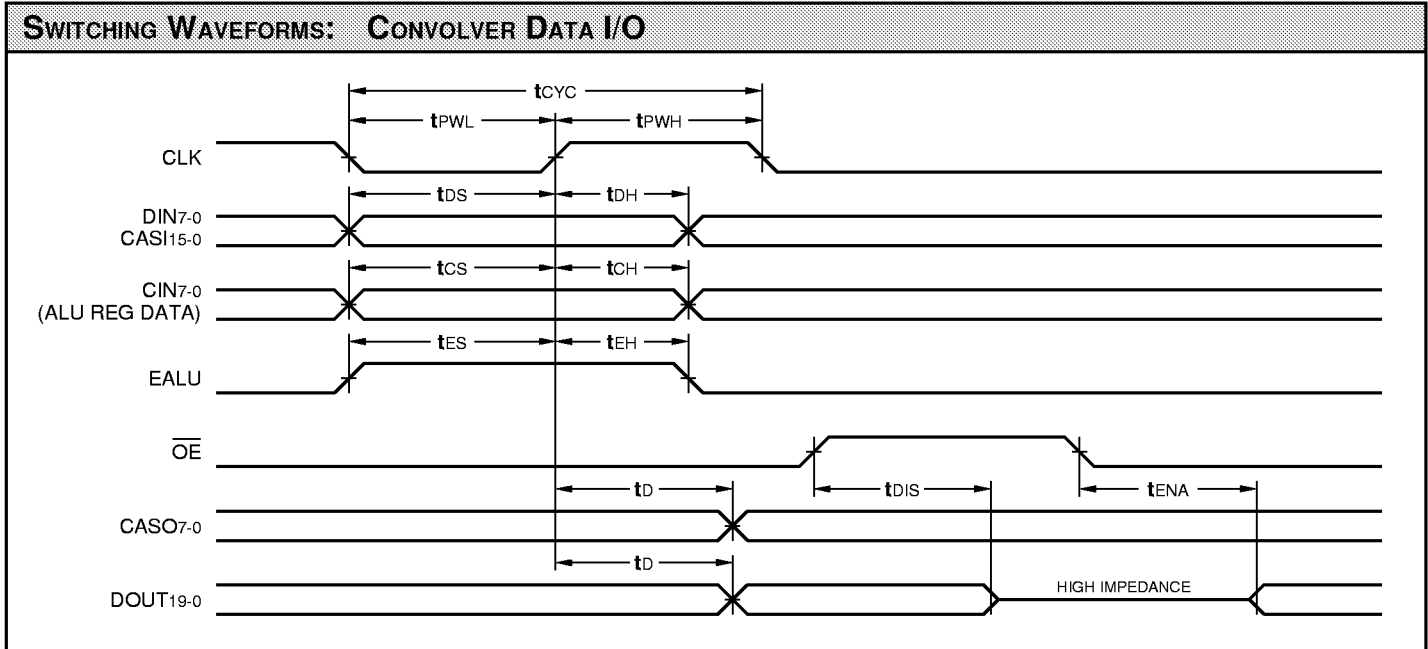 SWITCHING WAVEFORMS: CONVOLVER DATA I/O
tCYC
tPWL tPWH
CLK
tDS tDH
DIN7-0
CASI15-0
tCS tCH
CIN7-0
(ALU REG DATA)
tES tEH
EALU
OE
tD tDIS tENA
CASO7-0
tD
HIGH IMPEDANCE
DOUT19-0